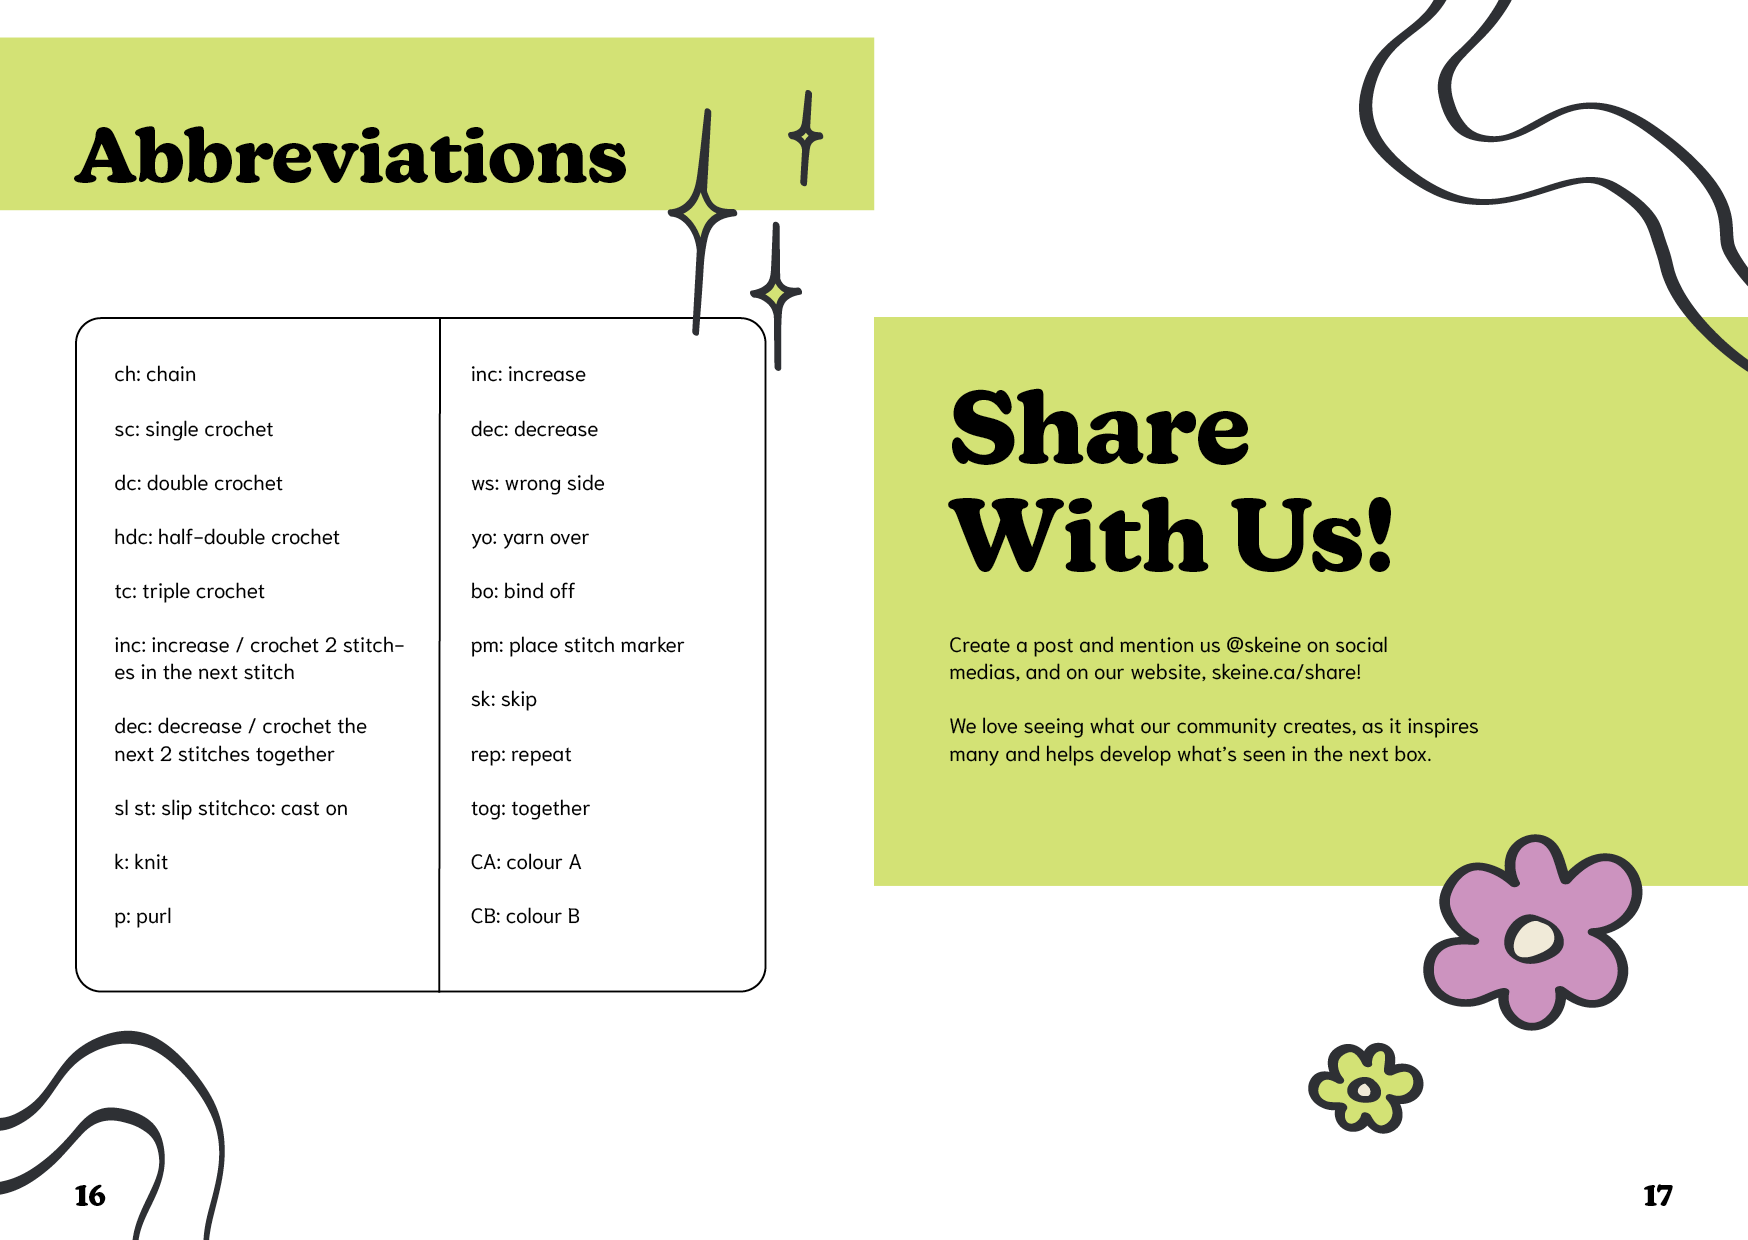 Abbreviations
ch: chain
sc: single crochet
dc: double crochet
hdc: half-double crochet
tc: triple crochet
inc: increase / crochet 2 stitch-
es in the next stitch
dec: decrease / crochet the
next 2 stitches together
sl st: slip stitchco: cast on
k: knit
p: purl
inc: increase
dec: decrease
ws: wrong side
yo: yarn over
bo: bind off
pm: place stitch marker
sk: skip
rep: repeat
tog: together
CA: colour A
CB: colour B
16
Share
With Us!
Create a post and mention us @skeine on social
medias, and on our website, skeine.ca/share!
We love seeing what our community creates, as it inspires
many and helps develop what's seen in the next box.
17